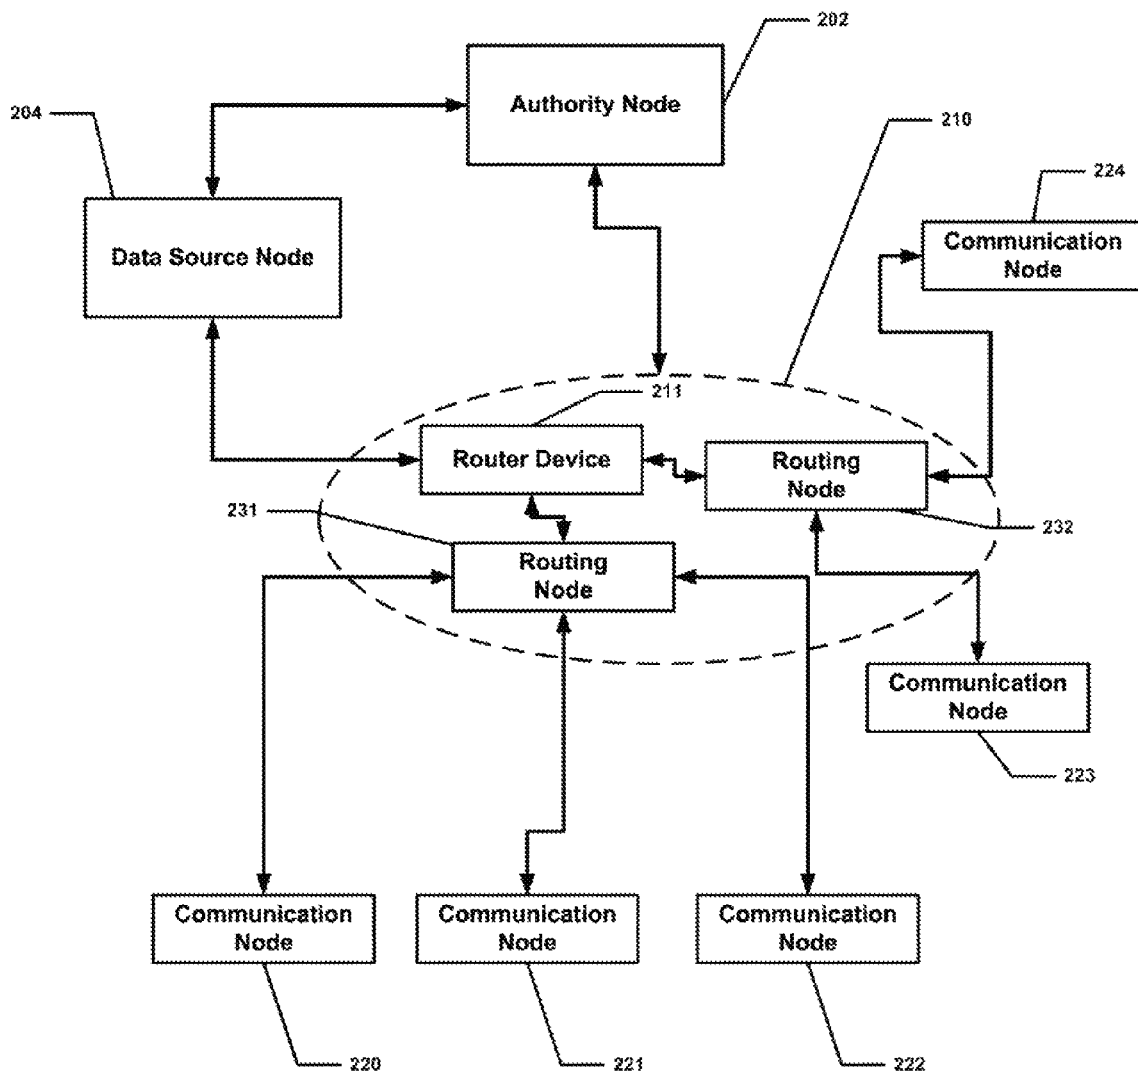 202
Authority Node
204
210
224
Communication
Node
Data Source Node
211
Router Device
Routing
Node
231
232
Routing
Node
Communication
Node
223
Communication
Node
Communication
Node
Communication
Node
220
221
222